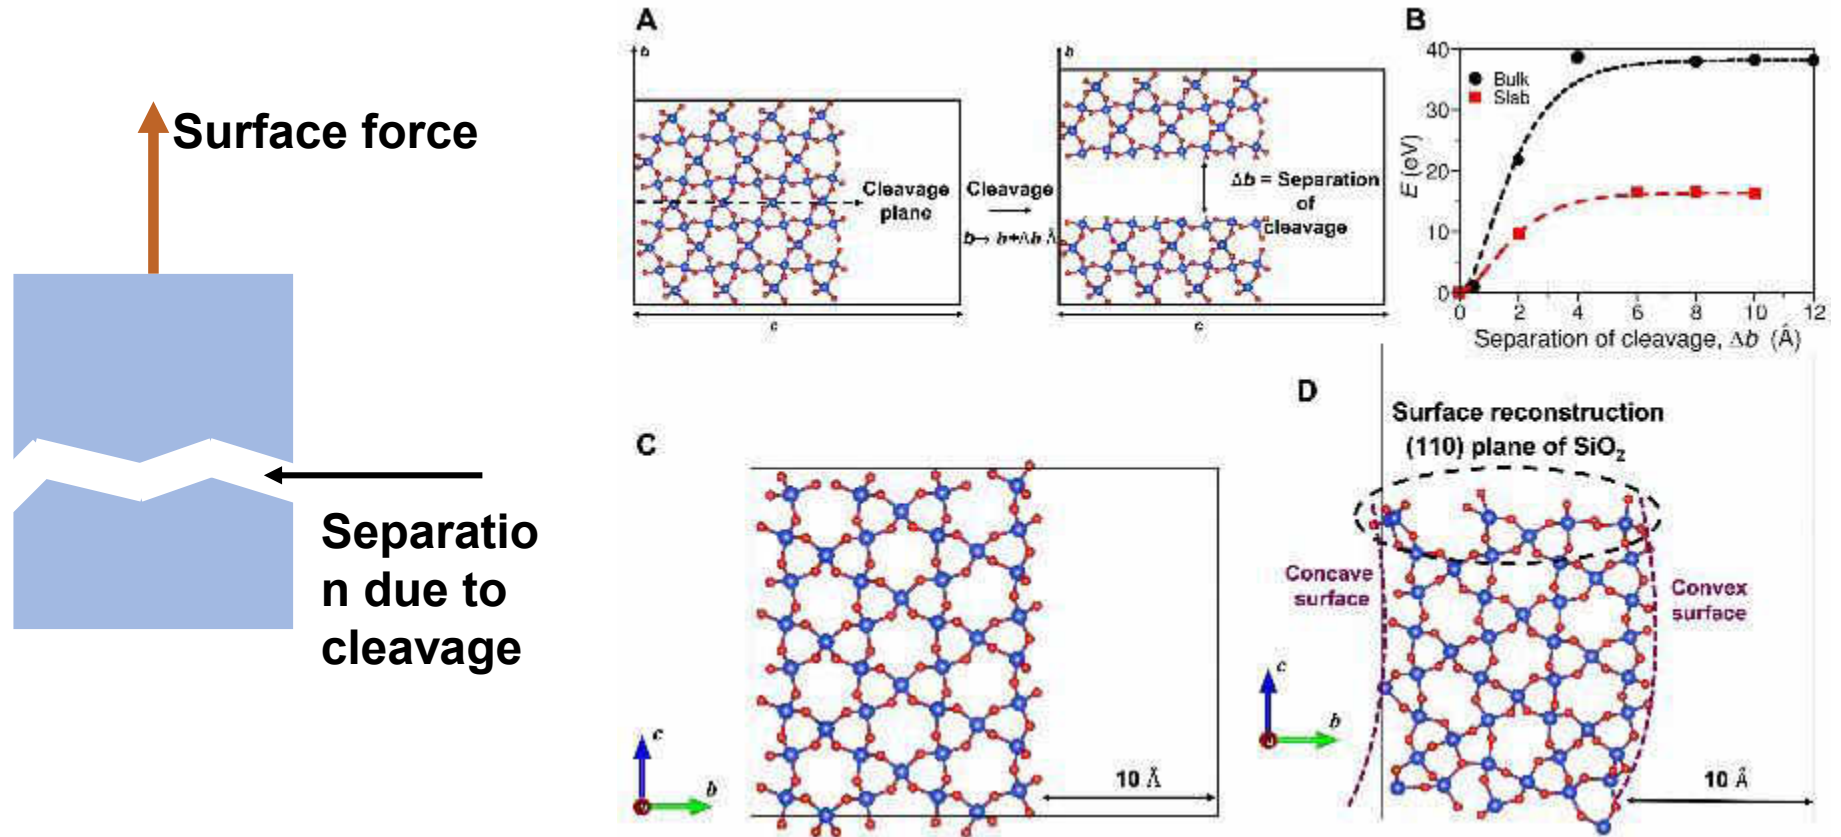 Surface force
Separatio
n due to
cleavage
A
b
Cleavage
plane
c
Cleavage
b → b+Δb Å
b
Δb = Separation
of
cleavage
c
B
E (eV)
40
30
20
10
0
Bulk
Slab
0 2 4 6 8 10 12
Separation of cleavage, Δb (Å)
C
c
b
10 Å
D
Surface reconstruction
(110) plane of SiO₂
Concave
surface
Convex
surface
c
b
10 Å